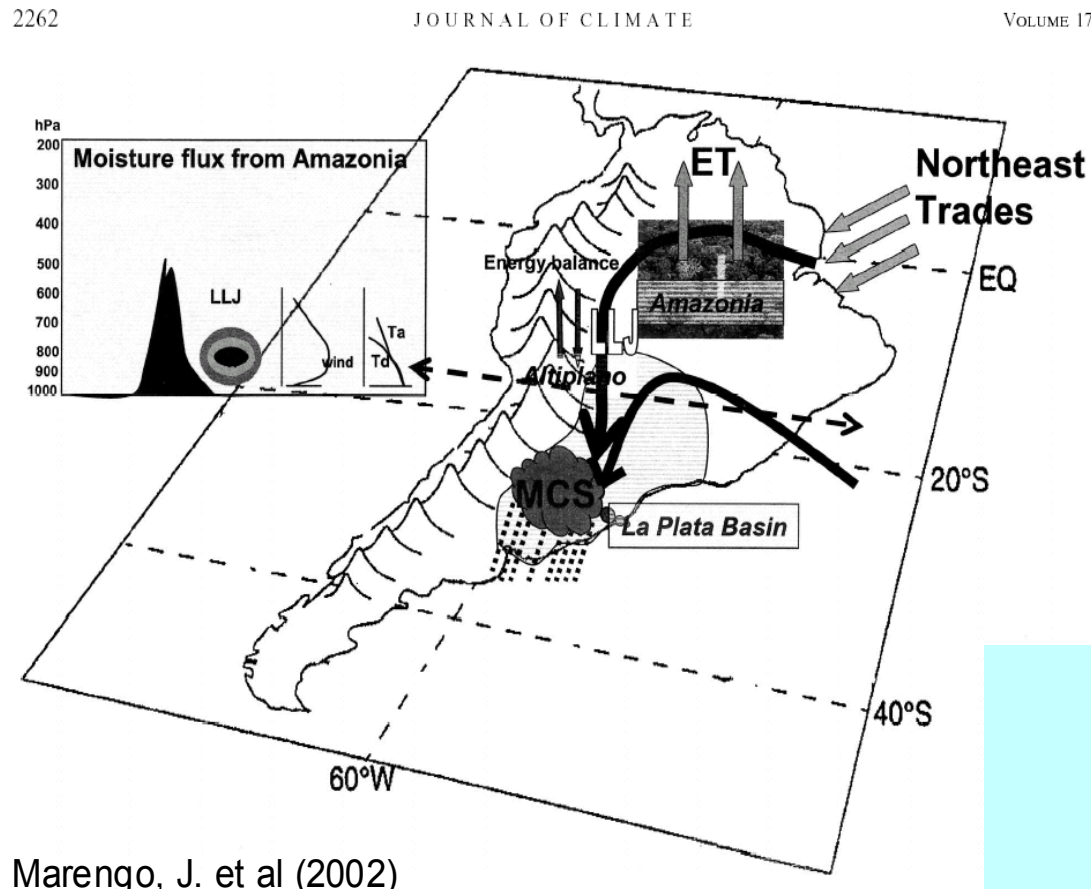 2262
JOURNAL OF CLIMATE
VOLUME 17
hPa
200
300
400
500
600
700
800
900
1000
Moisture flux from Amazonia
LLJ
wind
Ta
Td
ET
Northeast
Trades
Energy balance
Amazonia
EQ
LLJ
Altiplano
20°S
MCS
La Plata Basin
40°S
60°W
Marengo, J. et al (2002)